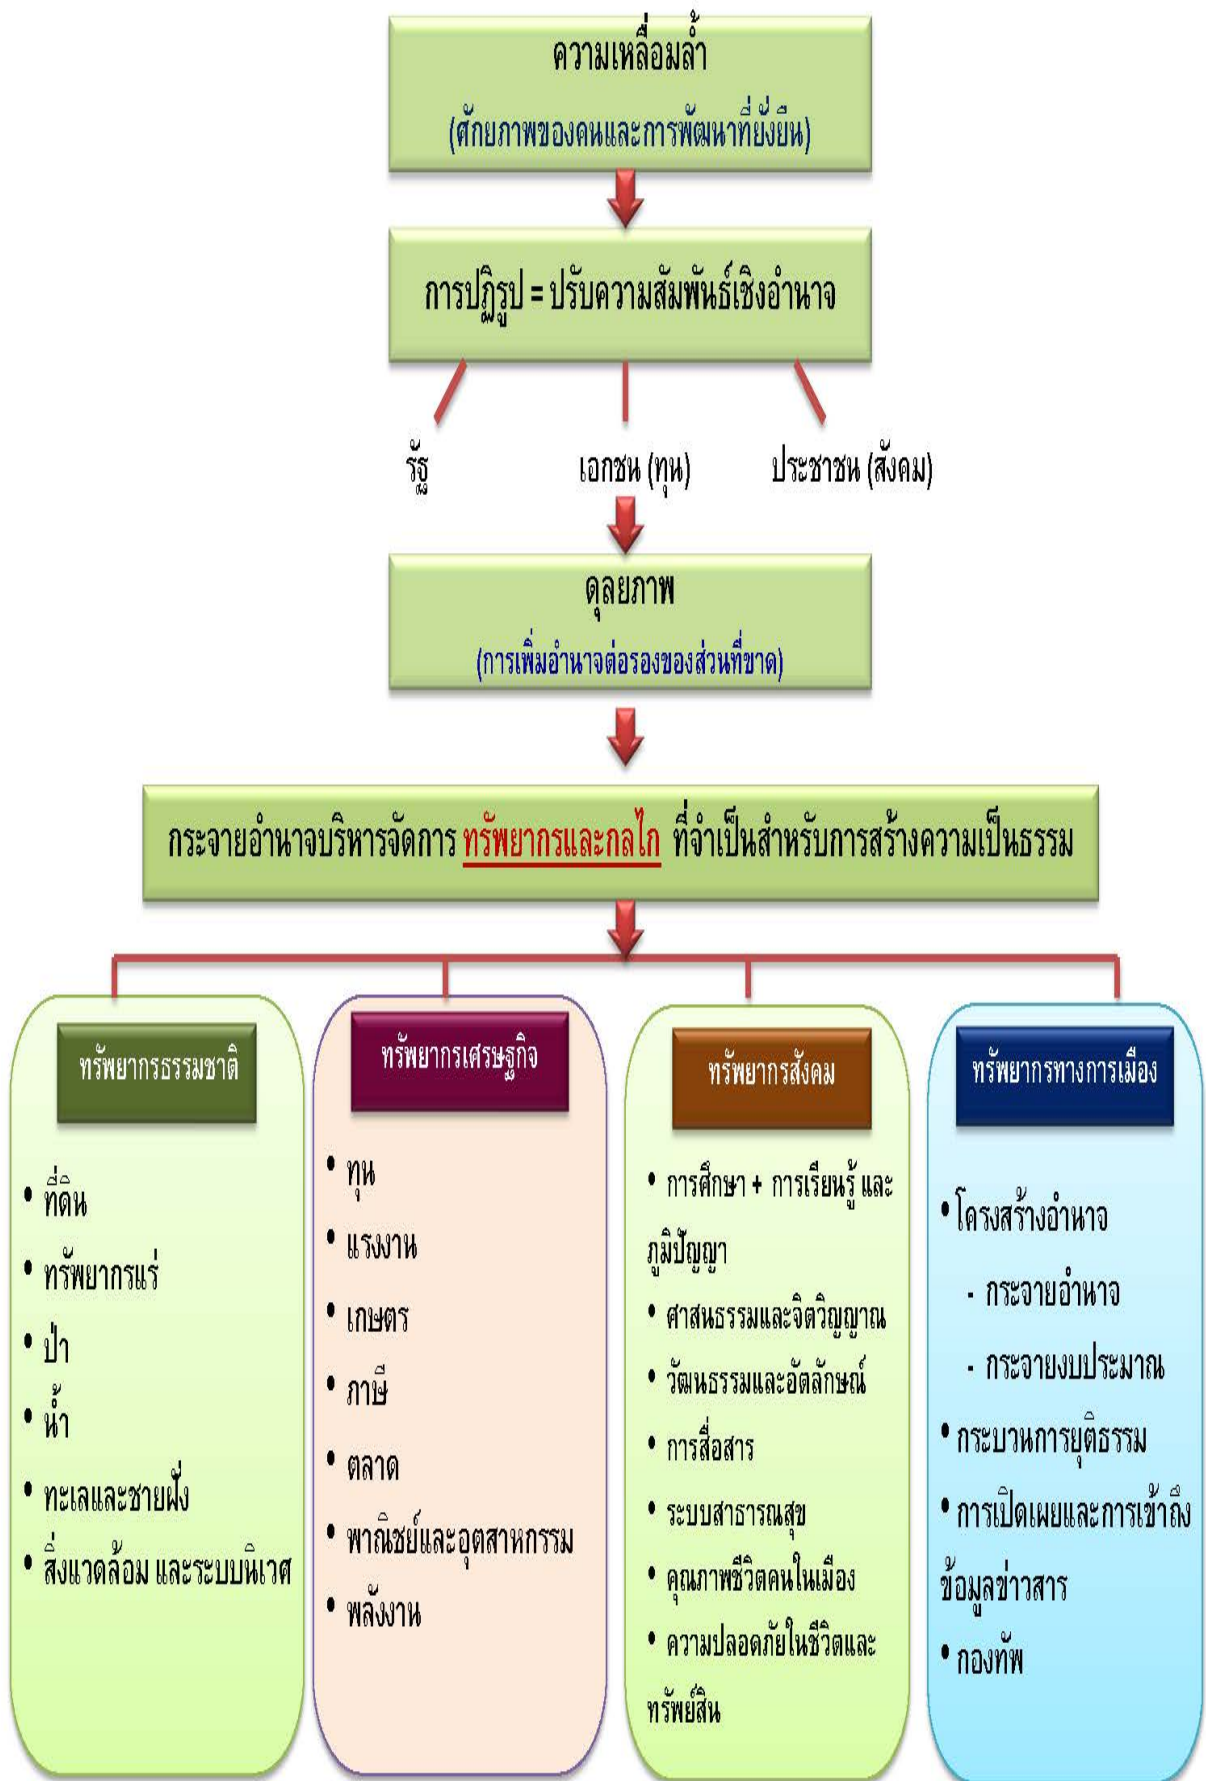 ความเหลื่อมล้ำ
(ศักยภาพของคนและการพัฒนาที่ยั่งยืน)
การปฏิรูป = ปรับความสัมพันธ์เชิงอำนาจ
รัฐ
เอกชน (ทุน)
ประชาชน (สังคม)
ดุลยภาพ
(การเพิ่มอำนาจต่อรองของส่วนที่ขาด)
กระจายอำนาจบริหารจัดการ ทรัพยากรและกลไก ที่จำเป็นสำหรับการสร้างความเป็นธรรม
ทรัพยากรธรรมชาติ
• ที่ดิน
• ทรัพยากรแร่
• ป่า
• น้ำ
• ทะเลและชายฝั่ง
• สิ่งแวดล้อม และระบบนิเวศ
ทรัพยากรเศรษฐกิจ
• ทุน
• แรงงาน
• เกษตร
• ภาษี
• ตลาด
• พาณิชย์และอุตสาหกรรม
• พลังงาน
ทรัพยากรสังคม
• การศึกษา + การเรียนรู้ และ
ภูมิปัญญา
• ศาสนธรรมและจิตวิญญาณ
• วัฒนธรรมและอัตลักษณ์
• การสื่อสาร
• ระบบสาธารณสุข
• คุณภาพชีวิตคนในเมือง
• ความปลอดภัยในชีวิตและ
ทรัพย์สิน
ทรัพยากรทางการเมือง
• โครงสร้างอำนาจ
- กระจายอำนาจ
- กระจายงบประมาณ
• กระบวนการยุติธรรม
• การเปิดเผยและการเข้าถึง
ข้อมูลข่าวสาร
• กองทัพ